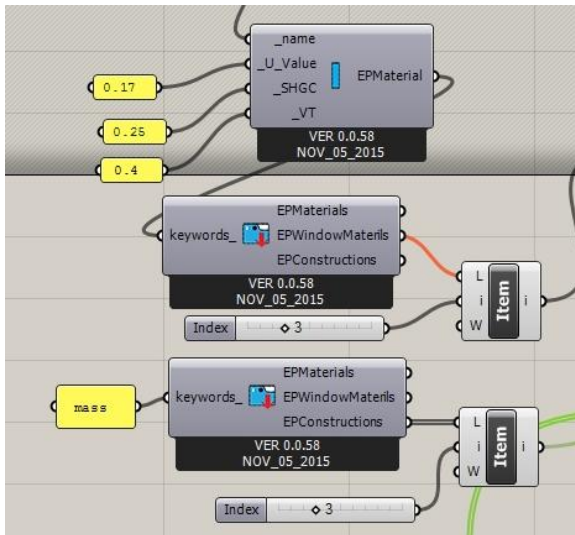 _name
_U_Value
_SHGC
_VT
EPMaterial
0.17
0.25
0.4
VER 0.0.58
NOV_05_2015
keywords_
EPMaterials
EPWindowMaterils
EPConstructions
VER 0.0.58
NOV_05_2015
L
i
W
Item
i
Index
3
mass
keywords_
EPMaterials
EPWindowMaterils
EPConstructions
VER 0.0.58
NOV_05_2015
L
i
W
Item
i
Index
3